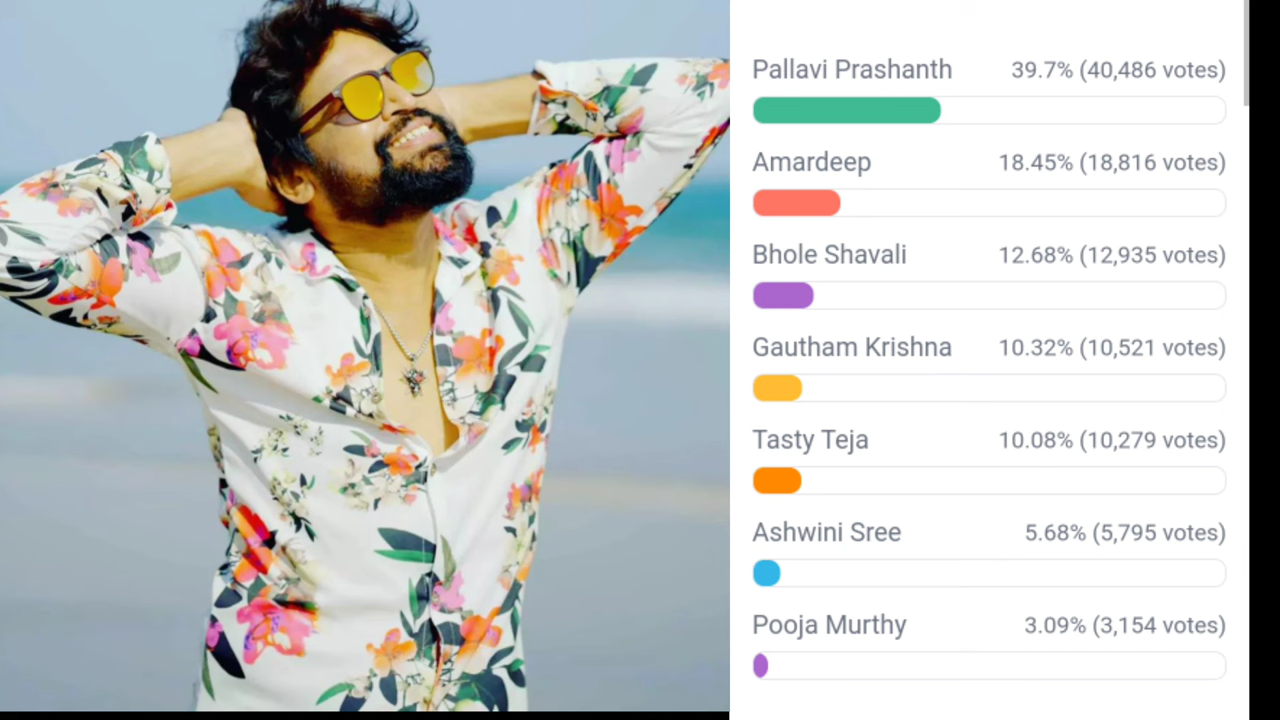 Pallavi Prashanth 39.7% (40,486 votes)
Amardeep 18.45% (18,816 votes)
Bhole Shavali 12.68% (12,935 votes)
Gautham Krishna 10.32% (10,521 votes)
Tasty Teja 10.08% (10,279 votes)
Ashwini Sree 5.68% (5,795 votes)
Pooja Murthy 3.09% (3,154 votes)